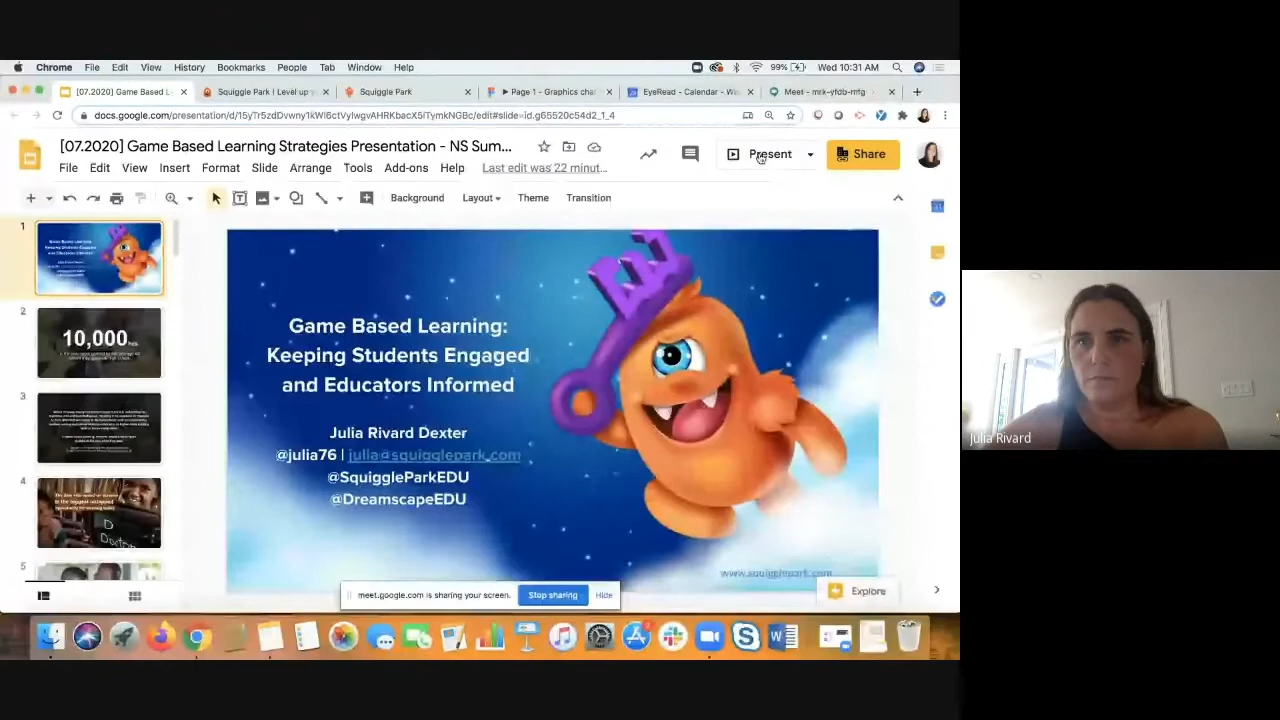 Chrome File Edit View History Bookmarks People Tab Window Help 99% Wed 10:31 AM
[07.2020] Game Based L Squiggle Park | Level up Squiggle Park Page 1 - Graphics cha EyeRead - Calendar - We Meet - mrk-yfdb-mfg
docs.google.com/presentation/d/
[07.2020] Game Based Learning Strategies Presentation - NS Sum...
Present Share
File Edit View Insert Format Slide Arrange Tools Add-ons Help Last edit was 22 minut...
Background Layout Theme Transition
1
2
10,000 hrs
3
4
5
Game Based Learning:
Keeping Students Engaged
and Educators Informed
Julia Rivard Dexter
@julia76 | julia@squigglepark.com
@SquiggleParkEDU
@DreamscapeEDU
www.squigglepark.com
Explore
meet.google.com is sharing your screen. Stop sharing Hide
Julia Rivard